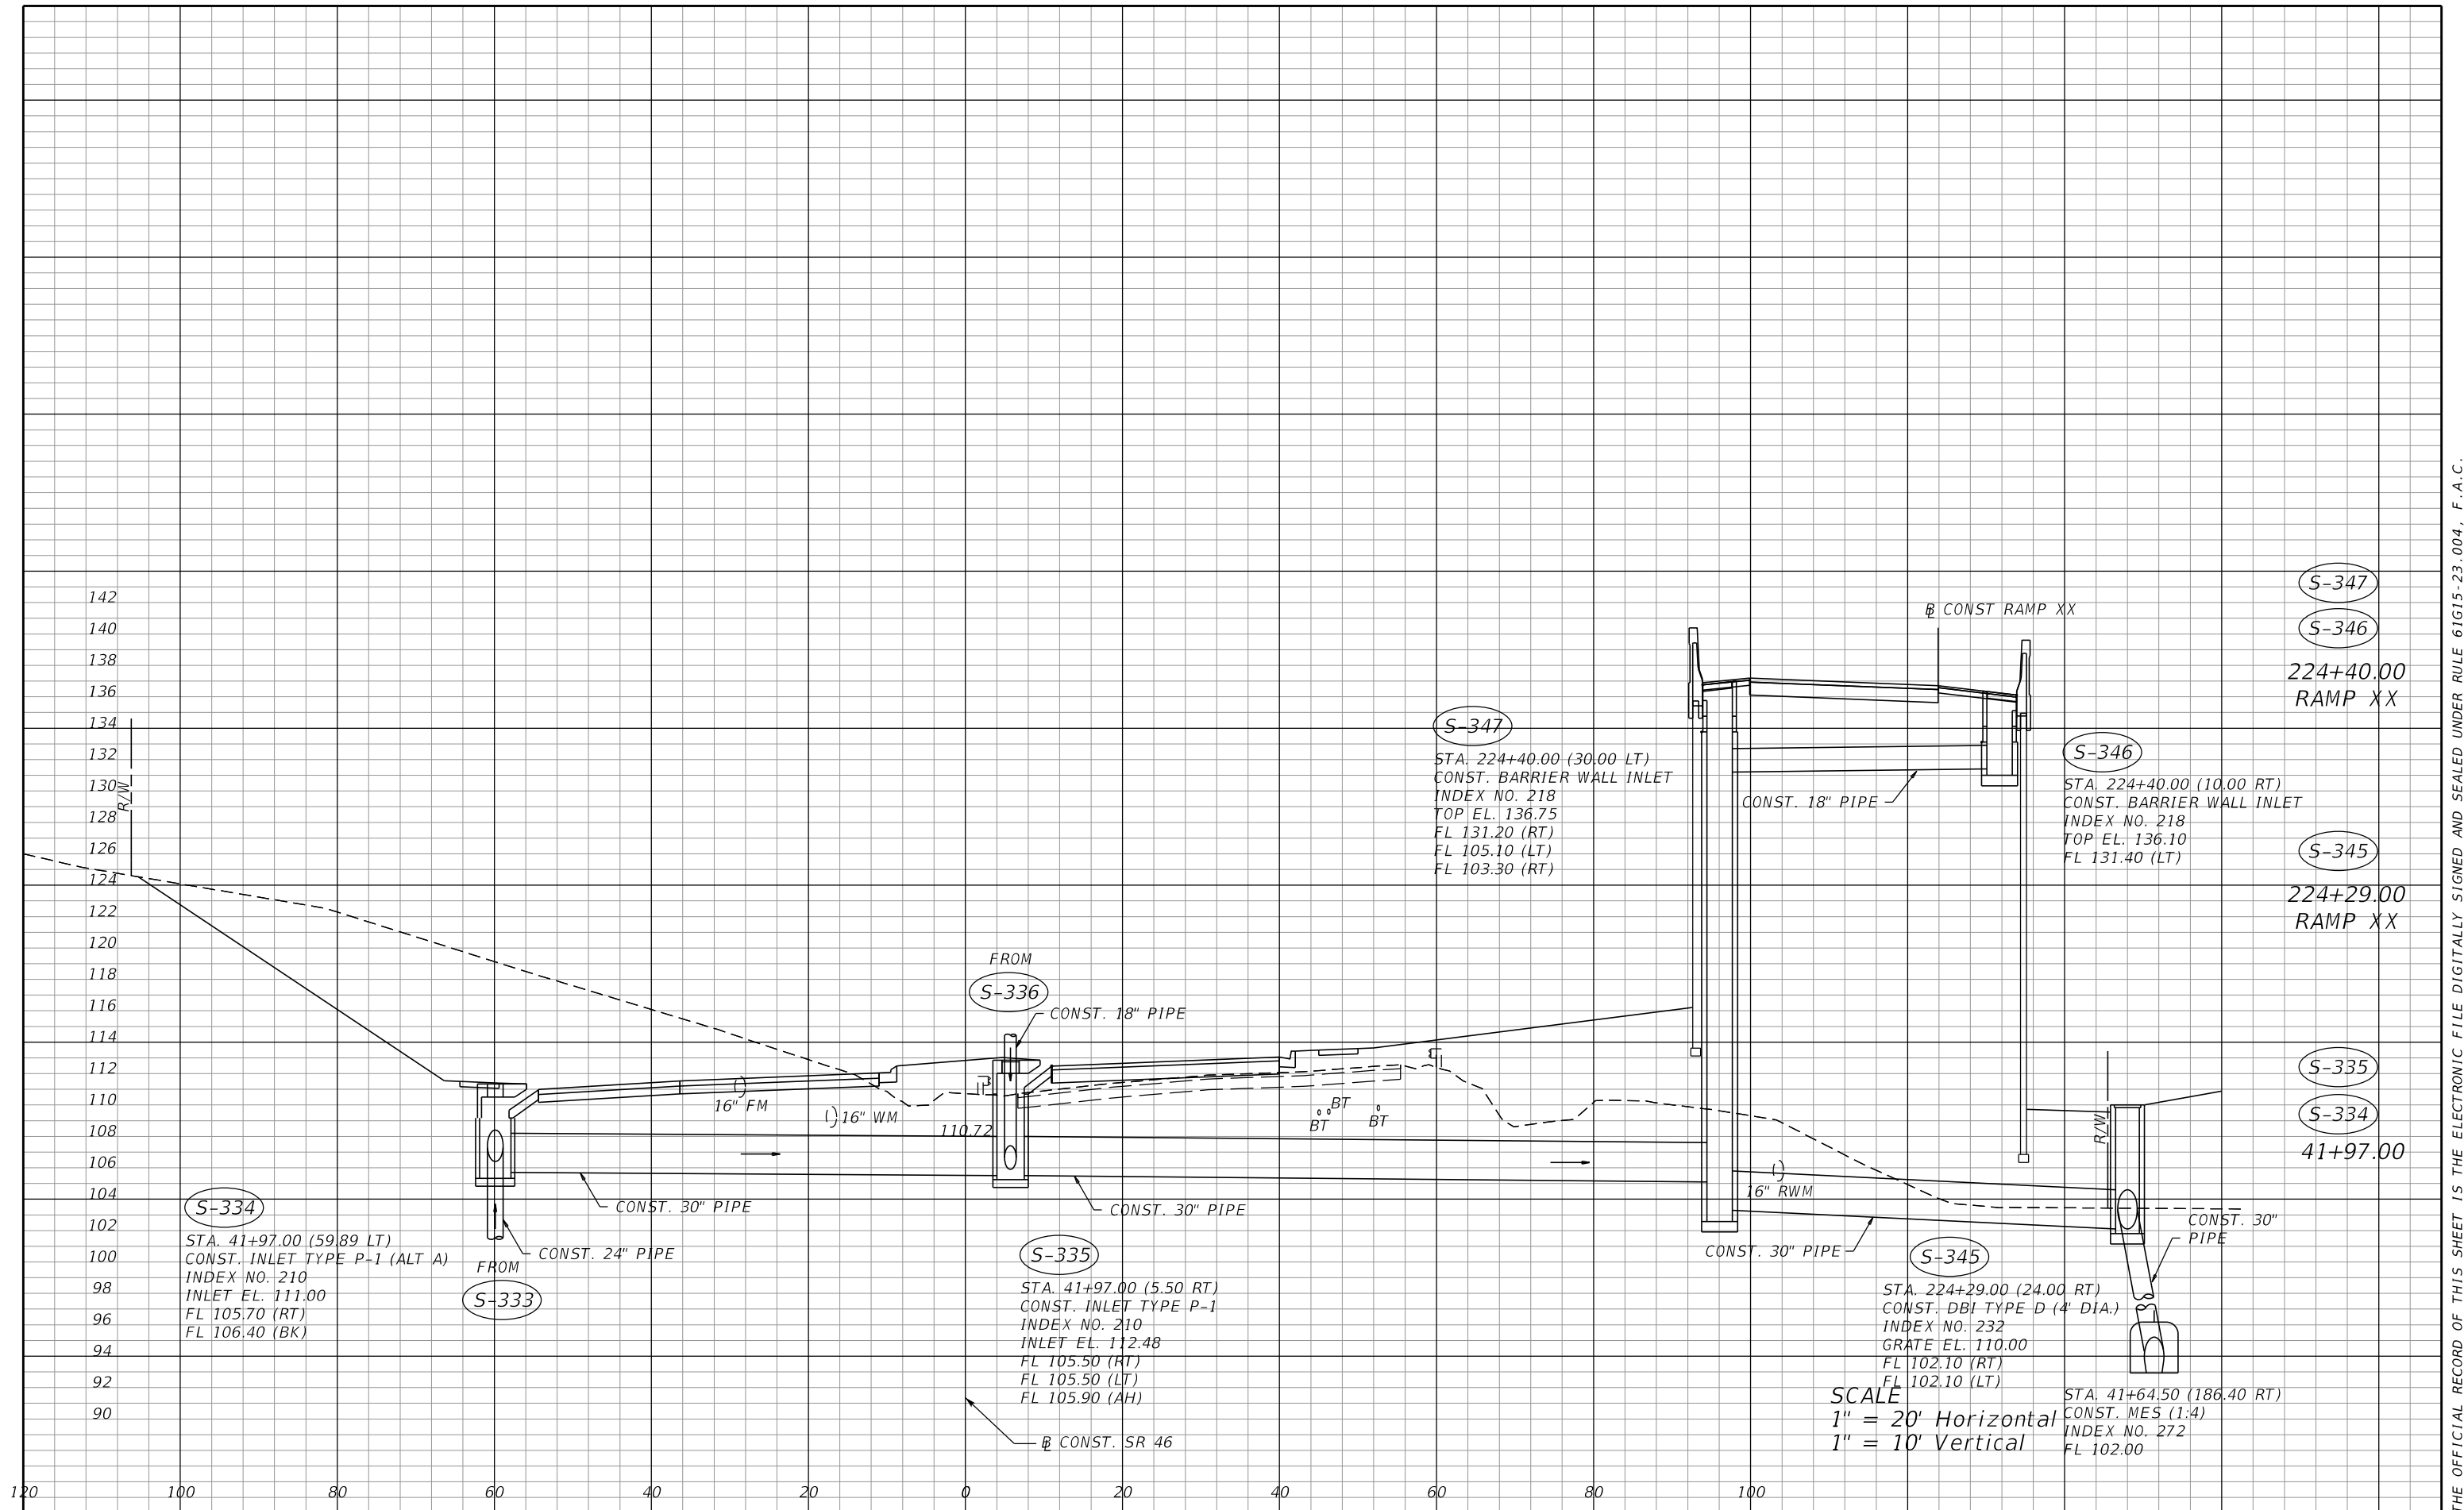 142
140
138
136
134
132
130
128
126
124
122
120
118
116
114
112
110
108
106
104
102
100
98
96
94
92
90
R/W
S-334
STA. 41+97.00 (59.89 LT)
CONST. INLET TYPE P-1 (ALT A)
INDEX NO. 210
INLET EL. 111.00
FL 105.70 (RT)
FL 106.40 (BK)
CONST. 24" PIPE
FROM
S-333
CONST. 30" PIPE
16" FM
16" WM
110.72
FROM
S-336
CONST. 18" PIPE
CONST. 30" PIPE
S-335
STA. 41+97.00 (5.50 RT)
CONST. INLET TYPE P-1
INDEX NO. 210
INLET EL. 112.48
FL 105.50 (RT)
FL 105.50 (LT)
FL 105.90 (AH)
BL CONST. SR 46
BT
BT
BT
S-347
STA. 224+40.00 (30.00 LT)
CONST. BARRIER WALL INLET
INDEX NO. 218
TOP EL. 136.75
FL 131.20 (RT)
FL 105.10 (LT)
FL 103.30 (RT)
BL CONST RAMP XX
CONST. 18" PIPE
S-346
STA. 224+40.00 (10.00 RT)
CONST. BARRIER WALL INLET
INDEX NO. 218
TOP EL. 136.10
FL 131.40 (LT)
16" RWM
CONST. 30" PIPE
R/W
CONST. 30"
PIPE
S-345
STA. 224+29.00 (24.00 RT)
CONST. DBI TYPE D (4' DIA.)
INDEX NO. 232
GRATE EL. 110.00
FL 102.10 (RT)
FL 102.10 (LT)
SCALE
1" = 20' Horizontal
1" = 10' Vertical
STA. 41+64.50 (186.40 RT)
CONST. MES (1:4)
INDEX NO. 272
FL 102.00
S-347
S-346
224+40.00
RAMP XX
S-345
224+29.00
RAMP XX
S-335
S-334
41+97.00
120 100 80 60 40 20 0 20 40 60 80 100
THE OFFICIAL RECORD OF THIS SHEET IS THE ELECTRONIC FILE DIGITALLY SIGNED AND SEALED UNDER RULE 61G15-23.004, F.A.C.